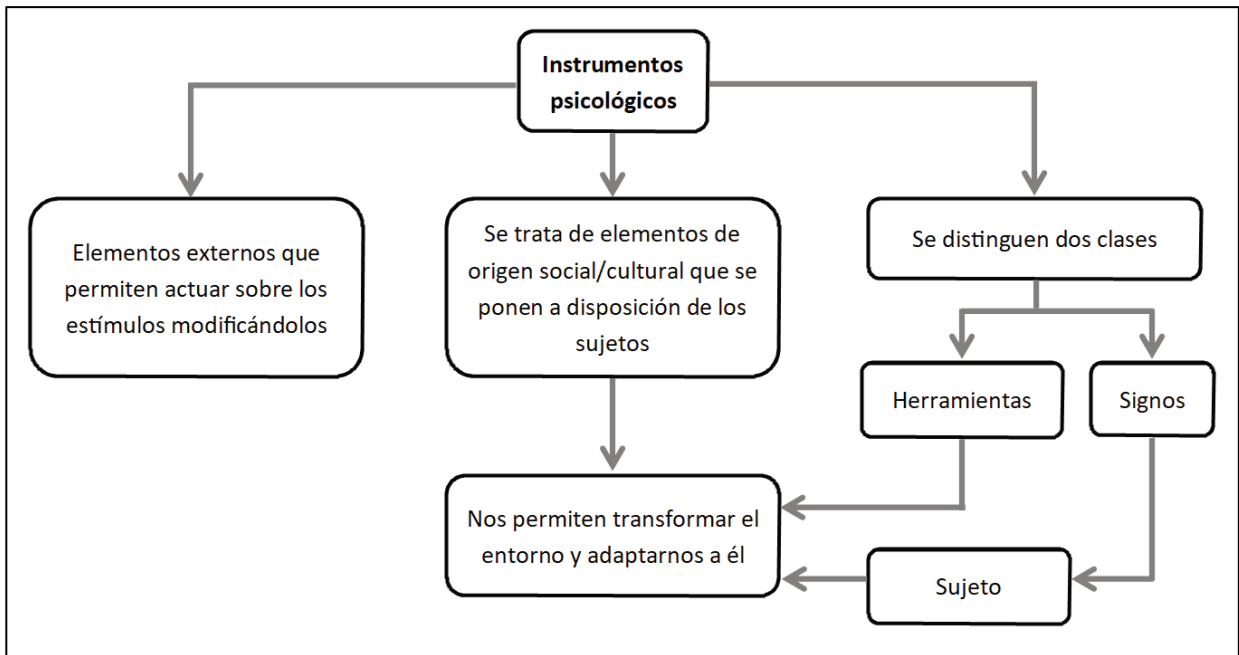 Instrumentos
psicológicos
Elementos externos que
permiten actuar sobre los
estímulos modificándolos
Se trata de elementos de
origen social/cultural que se
ponen a disposición de los
sujetos
Se distinguen dos clases
Herramientas
Signos
Nos permiten transformar el
entorno y adaptarnos a él
Sujeto